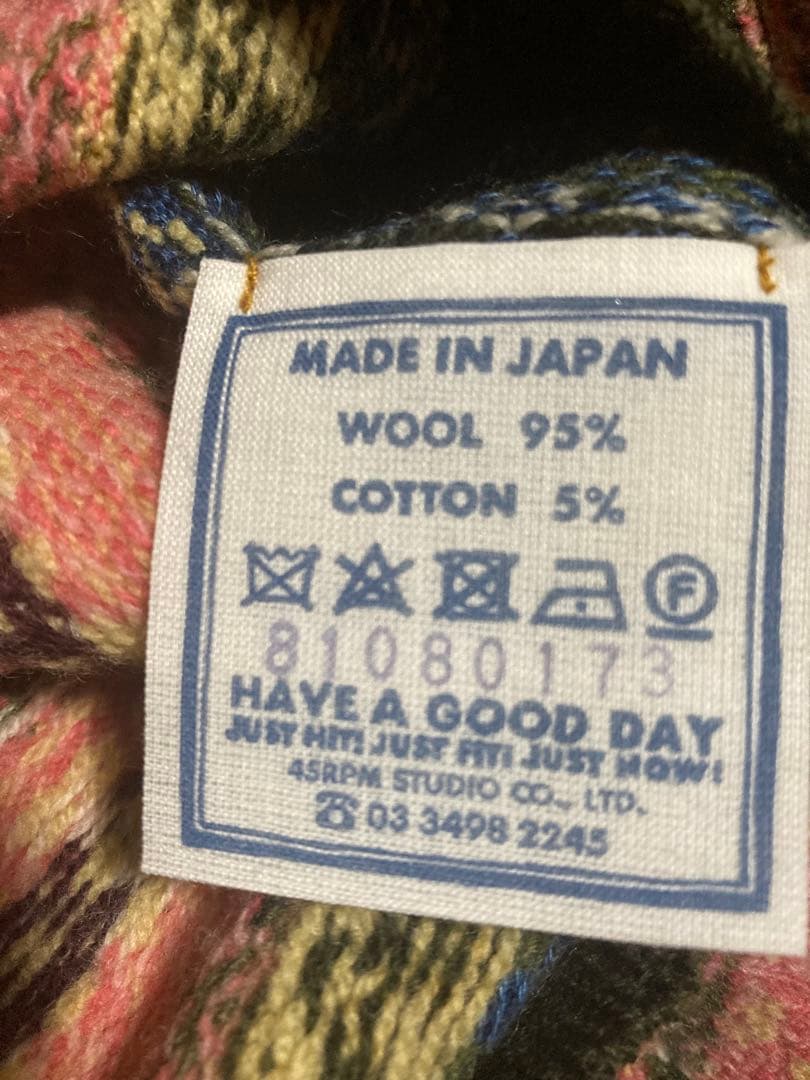 MADE IN JAPAN
WOOL 95%
COTTON 5%
F
81080173
HAVE A GOOD DAY
JUST HIT! JUST FIT! JUST NOW!
45RPM STUDIO CO., LTD.
☎ 03 3498 2245